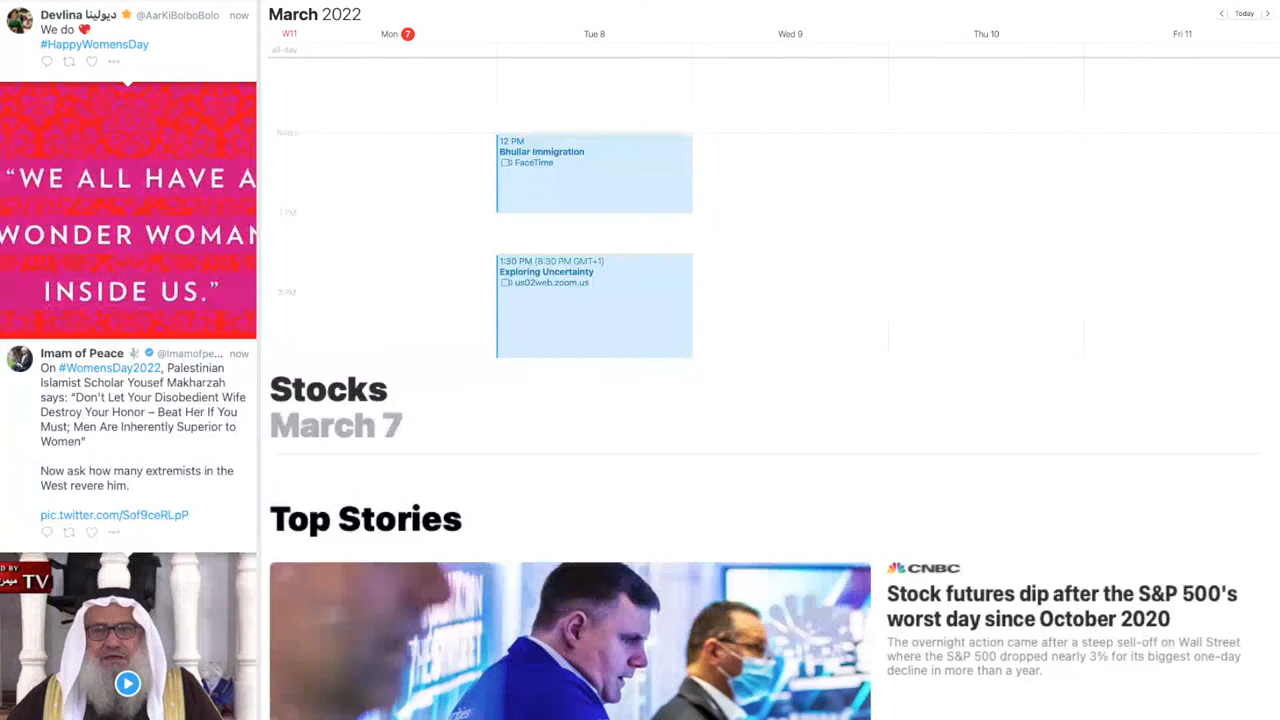 Devlina ديولينا @AarKiBolboBolo now
We do
#HappyWomensDay
“WE ALL HAVE A
WONDER WOMAN
INSIDE US.”
Imam of Peace @Imamofpe... now
On #WomensDay2022, Palestinian
Islamist Scholar Yousef Makharzah
says: “Don't Let Your Disobedient Wife
Destroy Your Honor – Beat Her If You
Must; Men Are Inherently Superior to
Women”
Now ask how many extremists in the
West revere him.
pic.twitter.com/Sof9ceRLpP
D BY
TV
March 2022
Today
W11 Mon 7 Tue 8 Wed 9 Thu 10 Fri 11
all-day
12 PM
Bhullar Immigration
FaceTime
1 PM
1:30 PM (8:30 PM GMT+1)
Exploring Uncertainty
us02web.zoom.us
2 PM
Stocks
March 7
Top Stories
CNBC
Stock futures dip after the S&P 500's
worst day since October 2020
The overnight action came after a steep sell-off on Wall Street
where the S&P 500 dropped nearly 3% for its biggest one-day
decline in more than a year.